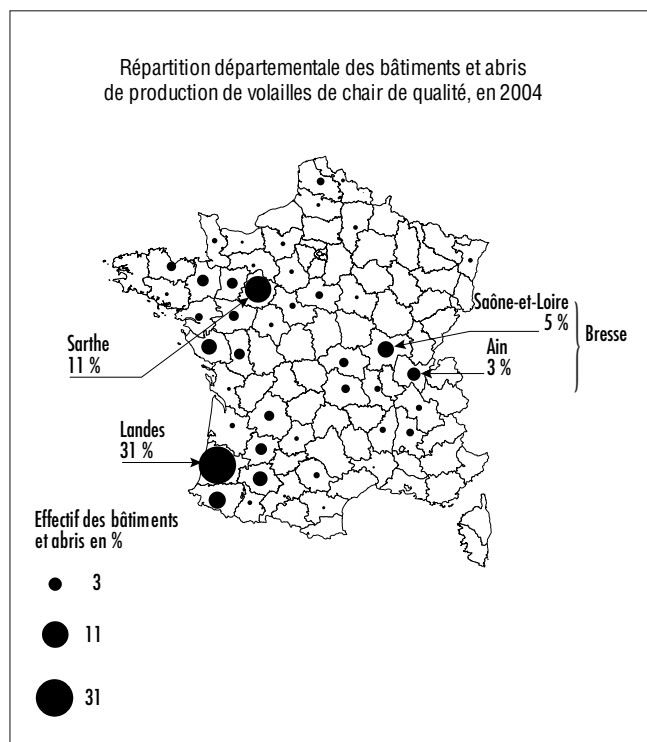 Répartition départementale des bâtiments et abris
de production de volailles de chair de qualité, en 2004
Saône-et-Loire
5 %
Bresse
Ain
3 %
Sarthe
11 %
Landes
31 %
Effectif des bâtiments
et abris en %
3
11
31